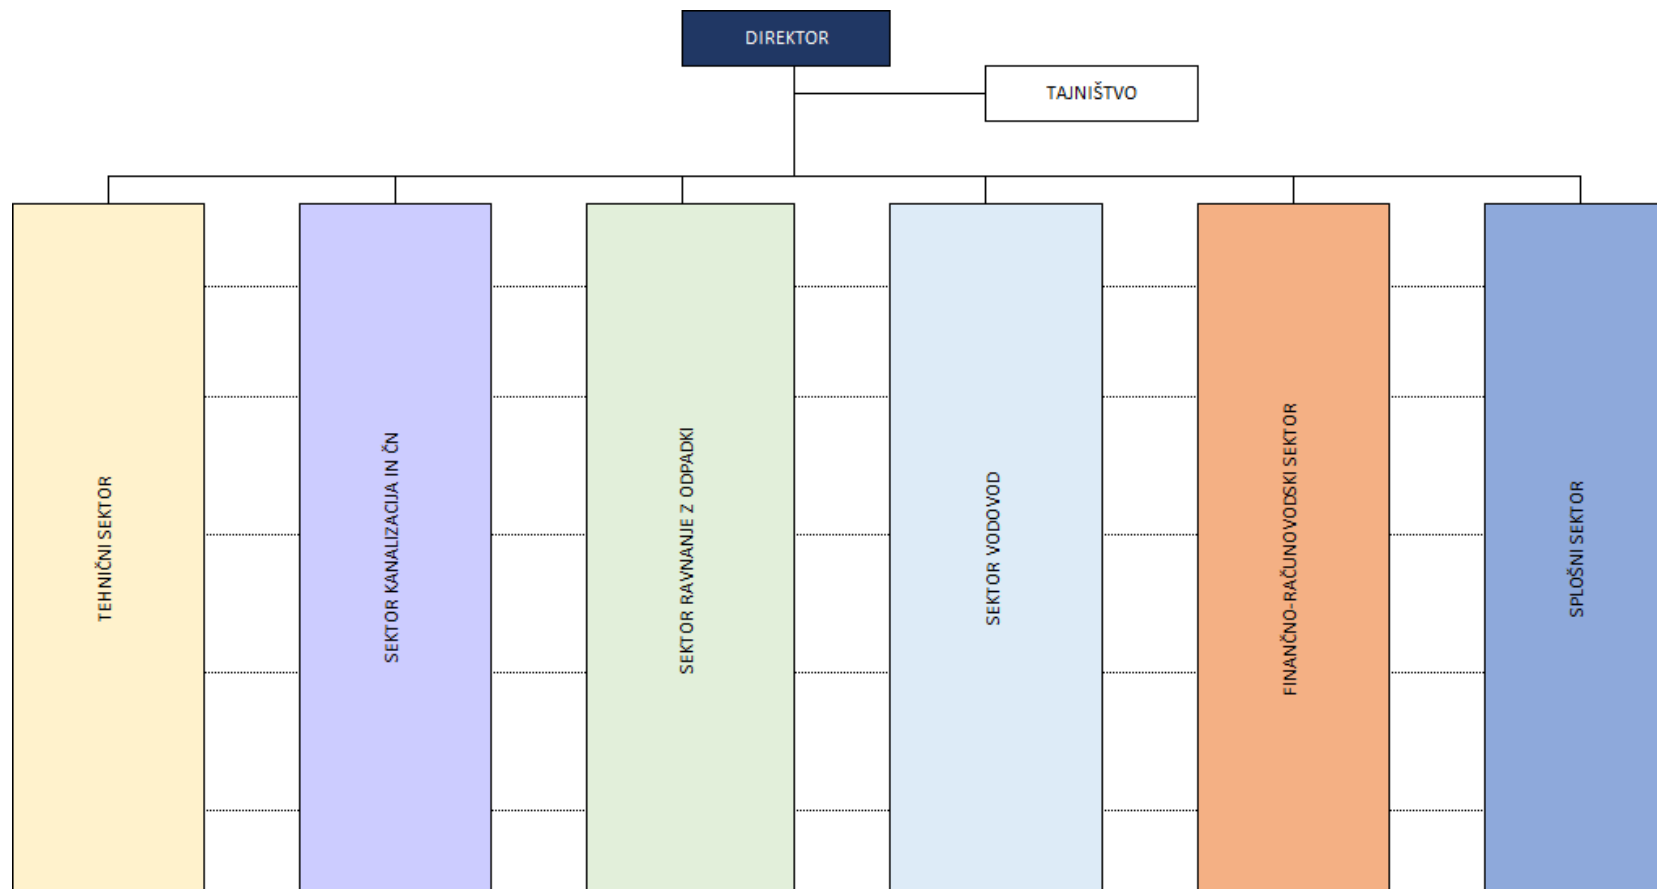 DIREKTOR
TAJNIŠTVO
TEHNIČNI SEKTOR
SEKTOR KANALIZACIJA IN ČN
SEKTOR RAVNANJE Z ODPADKI
SEKTOR VODOVOD
FINANČNO-RAČUNOVODSKI SEKTOR
SPLOŠNI SEKTOR